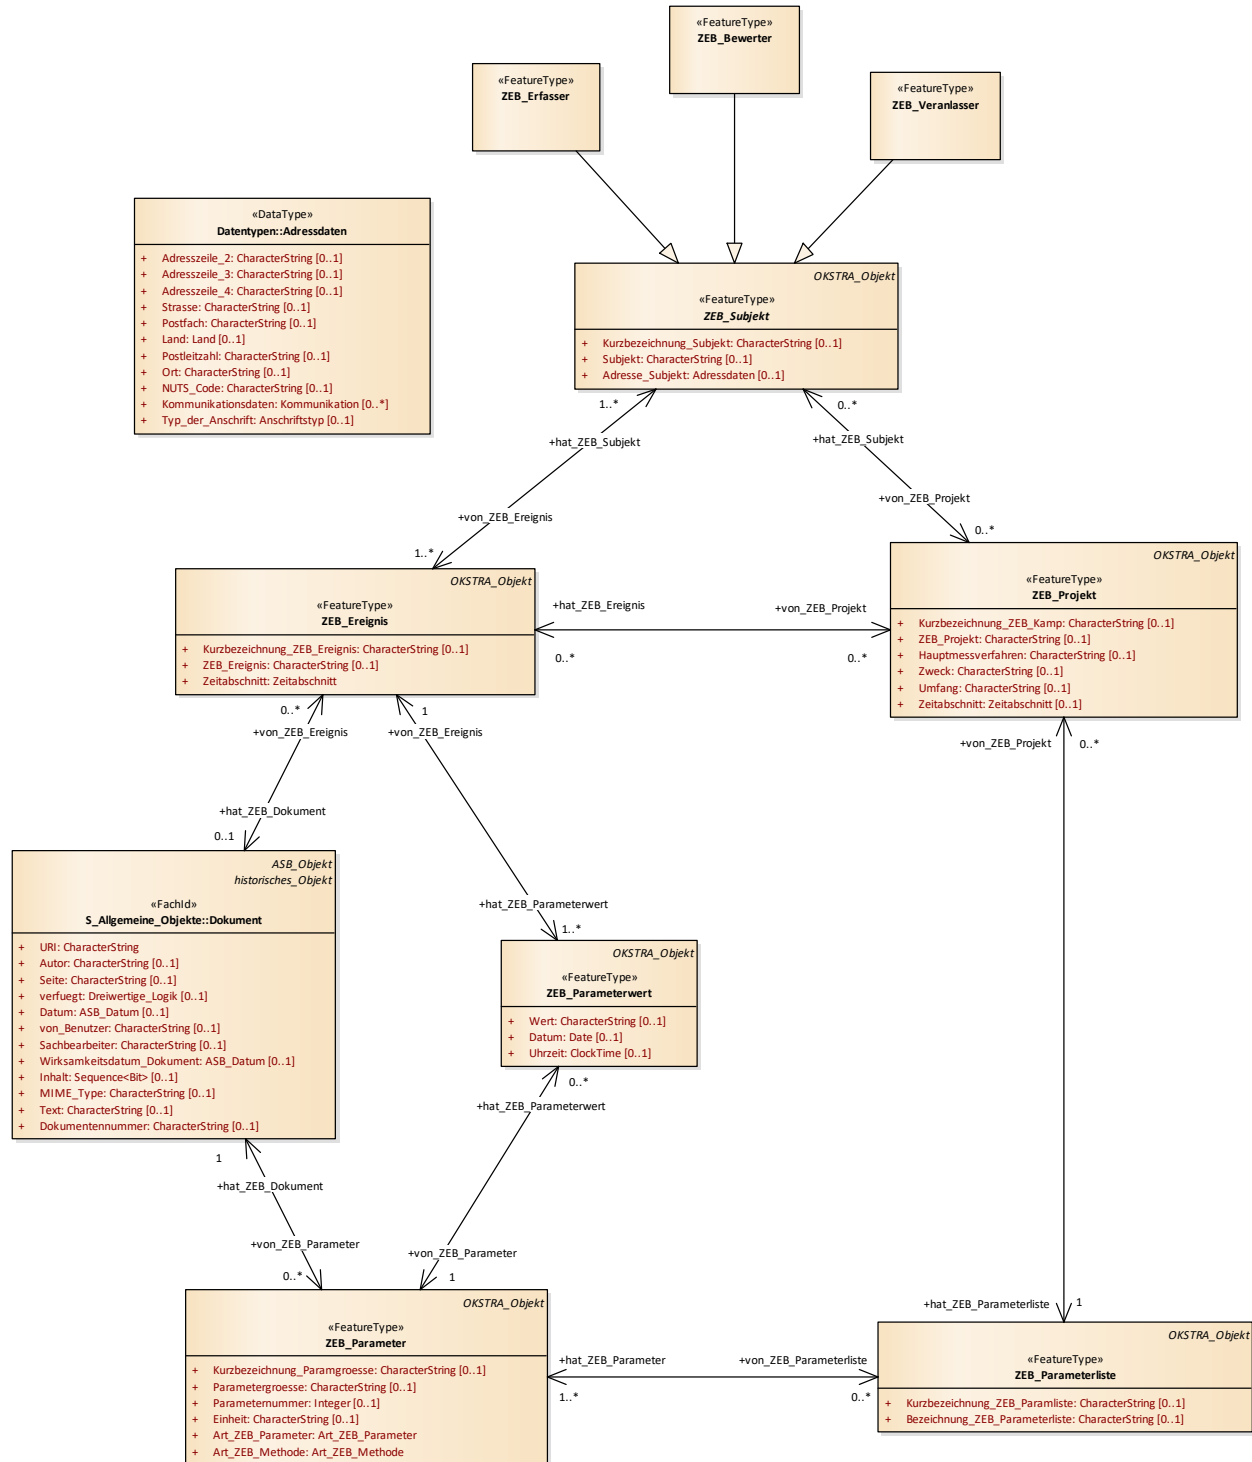 «FeatureType»
ZEB_Bewerter
«FeatureType»
ZEB_Erfasser
«FeatureType»
ZEB_Veranlasser
«DataType»
Datentypen::Adressdaten
+ Adresszeile_2: CharacterString [0..1]
+ Adresszeile_3: CharacterString [0..1]
+ Adresszeile_4: CharacterString [0..1]
+ Strasse: CharacterString [0..1]
+ Postfach: CharacterString [0..1]
+ Land: Land [0..1]
+ Postleitzahl: CharacterString [0..1]
+ Ort: CharacterString [0..1]
+ NUTS_Code: CharacterString [0..1]
+ Kommunikationsdaten: Kommunikation [0..*]
+ Typ_der_Anschrift: Anschriftstyp [0..1]
OKSTRA_Objekt
«FeatureType»
ZEB_Subjekt
+ Kurzbezeichnung_Subjekt: CharacterString [0..1]
+ Subjekt: CharacterString [0..1]
+ Adresse_Subjekt: Adressdaten [0..1]
1..*
0..*
+hat_ZEB_Subjekt
+hat_ZEB_Subjekt
+von_ZEB_Projekt
+von_ZEB_Ereignis
0..*
1..*
OKSTRA_Objekt
«FeatureType»
ZEB_Ereignis
+ Kurzbezeichnung_ZEB_Ereignis: CharacterString [0..1]
+ ZEB_Ereignis: CharacterString [0..1]
+ Zeitabschnitt: Zeitabschnitt
+hat_ZEB_Ereignis
+von_ZEB_Projekt
0..*
0..*
OKSTRA_Objekt
«FeatureType»
ZEB_Projekt
+ Kurzbezeichnung_ZEB_Kamp: CharacterString [0..1]
+ ZEB_Projekt: CharacterString [0..1]
+ Hauptmessverfahren: CharacterString [0..1]
+ Zweck: CharacterString [0..1]
+ Umfang: CharacterString [0..1]
+ Zeitabschnitt: Zeitabschnitt [0..1]
0..*
1
+von_ZEB_Ereignis
+von_ZEB_Ereignis
+von_ZEB_Projekt
0..*
+hat_ZEB_Dokument
0..1
ASB_Objekt
historisches_Objekt
«FachId»
S_Allgemeine_Objekte::Dokument
+ URI: CharacterString
+ Autor: CharacterString [0..1]
+ Seite: CharacterString [0..1]
+ verfuegt: Dreiwertige_Logik [0..1]
+ Datum: ASB_Datum [0..1]
+ von_Benutzer: CharacterString [0..1]
+ Sachbearbeiter: CharacterString [0..1]
+ Wirksamkeitsdatum_Dokument: ASB_Datum [0..1]
+ Inhalt: Sequence<Bit> [0..1]
+ MIME_Type: CharacterString [0..1]
+ Text: CharacterString [0..1]
+ Dokumentennummer: CharacterString [0..1]
+hat_ZEB_Parameterwert
1..*
OKSTRA_Objekt
«FeatureType»
ZEB_Parameterwert
+ Wert: CharacterString [0..1]
+ Datum: Date [0..1]
+ Uhrzeit: ClockTime [0..1]
0..*
+hat_ZEB_Parameterwert
1
+hat_ZEB_Dokument
+von_ZEB_Parameter
0..*
+von_ZEB_Parameter
1
OKSTRA_Objekt
«FeatureType»
ZEB_Parameter
+ Kurzbezeichnung_Paramgroesse: CharacterString [0..1]
+ Parametergroesse: CharacterString [0..1]
+ Parameternummer: Integer [0..1]
+ Einheit: CharacterString [0..1]
+ Art_ZEB_Parameter: Art_ZEB_Parameter
+ Art_ZEB_Methode: Art_ZEB_Methode
+hat_ZEB_Parameter
+von_ZEB_Parameterliste
1..*
0..*
+hat_ZEB_Parameterliste
1
OKSTRA_Objekt
«FeatureType»
ZEB_Parameterliste
+ Kurzbezeichnung_ZEB_Paramliste: CharacterString [0..1]
+ Bezeichnung_ZEB_Parameterliste: CharacterString [0..1]